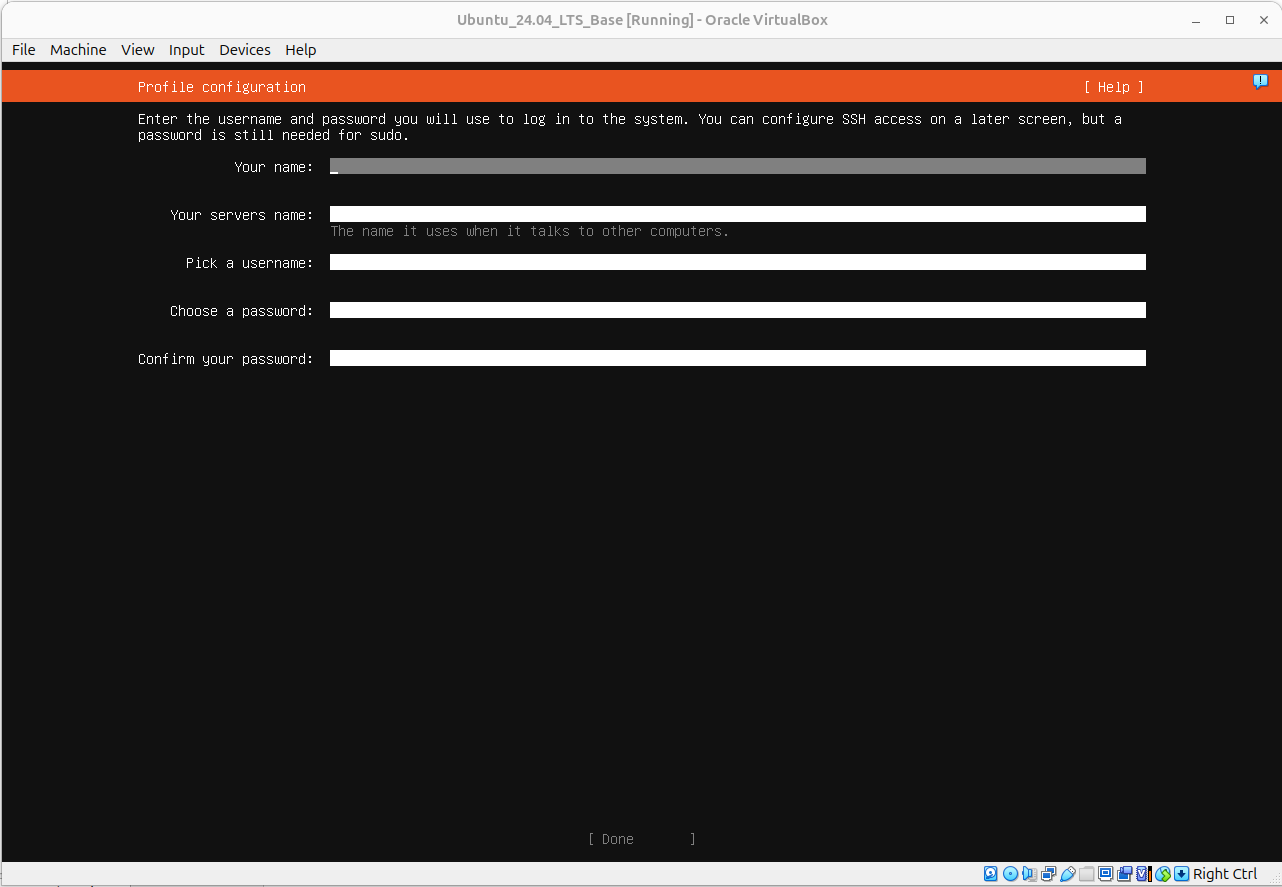 Ubuntu_24.04_LTS_Base [Running] - Oracle VirtualBox
File Machine View Input Devices Help
Profile configuration [ Help ]
Enter the username and password you will use to log in to the system. You can configure SSH access on a later screen, but a
password is still needed for sudo.
Your name:
Your servers name:
The name it uses when it talks to other computers.
Pick a username:
Choose a password:
Confirm your password:
[ Done ]
Right Ctrl